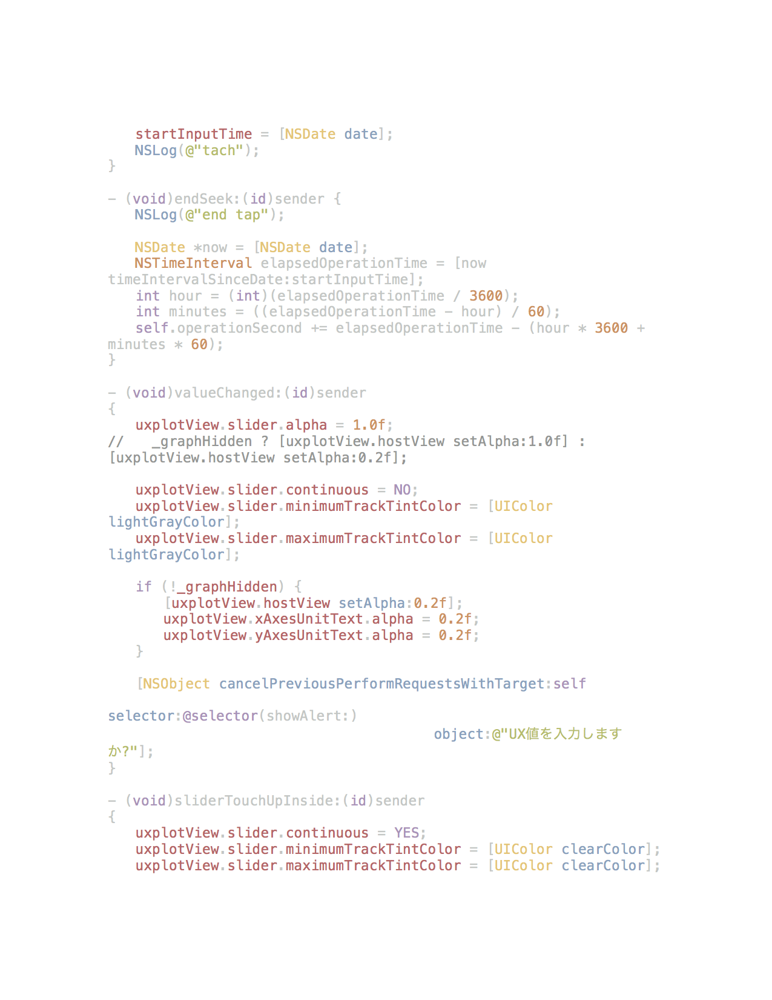 startInputTime = [NSDate date];
NSLog(@"tach");
}
- (void)endSeek:(id)sender {
NSLog(@"end tap");
NSDate *now = [NSDate date];
NSTimeInterval elapsedOperationTime = [now
timeIntervalSinceDate:startInputTime];
int hour = (int)(elapsedOperationTime / 3600);
int minutes = ((elapsedOperationTime - hour) / 60);
self.operationSecond += elapsedOperationTime - (hour * 3600 +
minutes * 60);
}
- (void)valueChanged:(id)sender
{
uxplotView.slider.alpha = 1.0f;
//   _graphHidden ? [uxplotView.hostView setAlpha:1.0f] :
[uxplotView.hostView setAlpha:0.2f];
uxplotView.slider.continuous = NO;
uxplotView.slider.minimumTrackTintColor = [UIColor
lightGrayColor];
uxplotView.slider.maximumTrackTintColor = [UIColor
lightGrayColor];
if (!_graphHidden) {
[uxplotView.hostView setAlpha:0.2f];
uxplotView.xAxesUnitText.alpha = 0.2f;
uxplotView.yAxesUnitText.alpha = 0.2f;
}
[NSObject cancelPreviousPerformRequestsWithTarget:self
selector:@selector(showAlert:)
object:@"UX値を入力します
か?"];
}
- (void)sliderTouchUpInside:(id)sender
{
uxplotView.slider.continuous = YES;
uxplotView.slider.minimumTrackTintColor = [UIColor clearColor];
uxplotView.slider.maximumTrackTintColor = [UIColor clearColor];